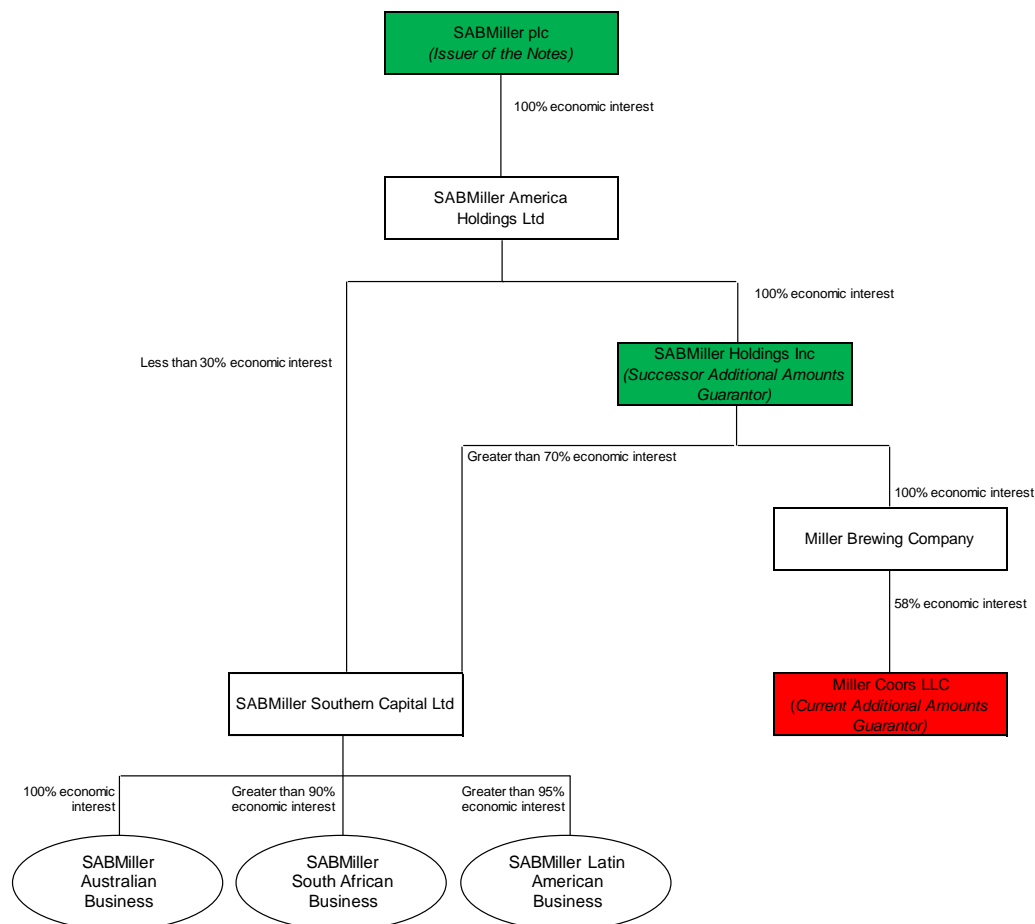 SABMiller plc
(Issuer of the Notes)
100% economic interest
SABMiller America
Holdings Ltd
100% economic interest
Less than 30% economic interest
SABMiller Holdings Inc
(Successor Additional Amounts
Guarantor)
Greater than 70% economic interest
100% economic interest
Miller Brewing Company
58% economic interest
SABMiller Southern Capital Ltd
Miller Coors LLC
(Current Additional Amounts
Guarantor)
100% economic
interest
Greater than 90%
economic interest
Greater than 95%
economic interest
SABMiller
Australian
Business
SABMiller
South African
Business
SABMiller Latin
American
Business